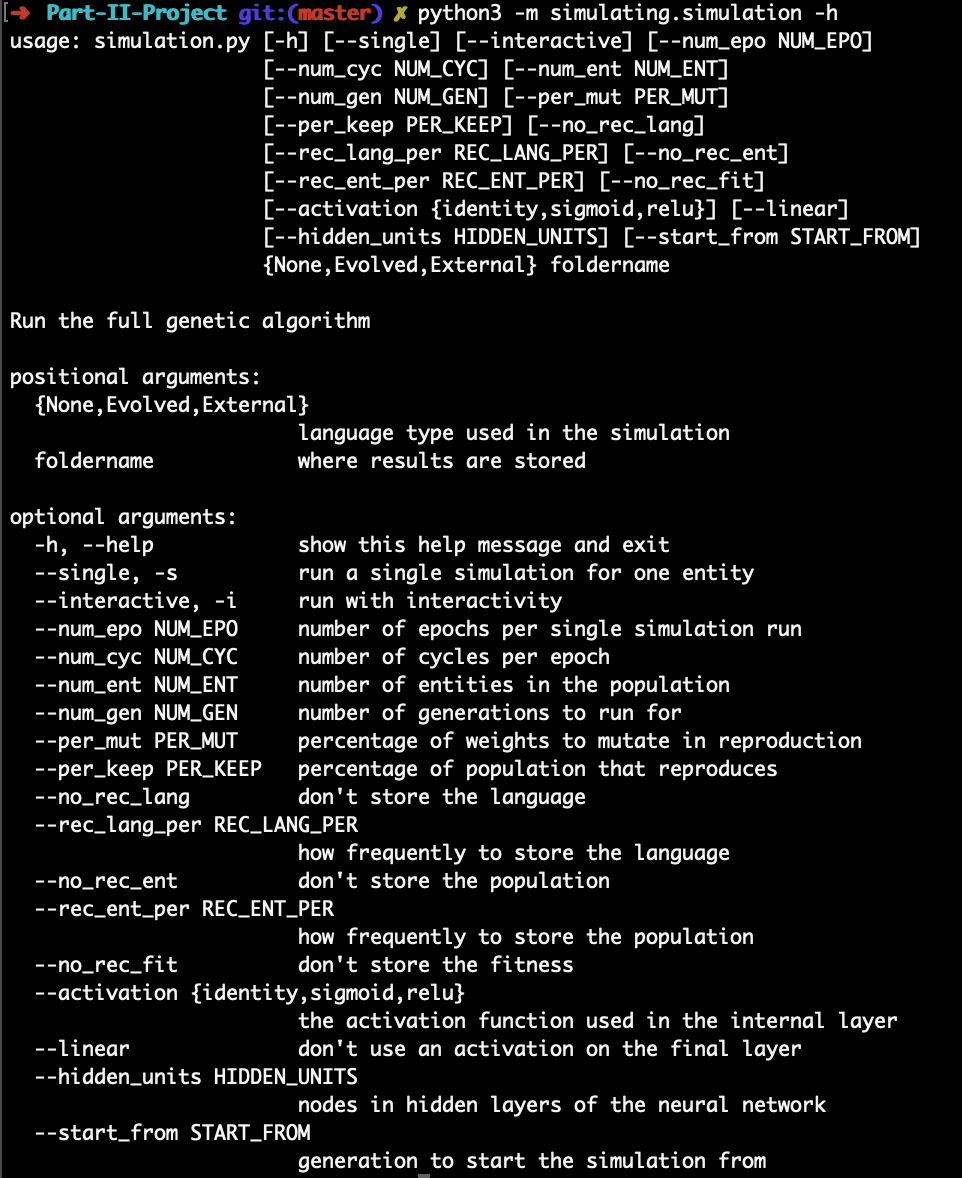 [➜ Part-II-Project git:(master) ✗ python3 -m simulating.simulation -h
usage: simulation.py [-h] [--single] [--interactive] [--num_epo NUM_EPO]
[--num_cyc NUM_CYC] [--num_ent NUM_ENT]
[--num_gen NUM_GEN] [--per_mut PER_MUT]
[--per_keep PER_KEEP] [--no_rec_lang]
[--rec_lang_per REC_LANG_PER] [--no_rec_ent]
[--rec_ent_per REC_ENT_PER] [--no_rec_fit]
[--activation {identity,sigmoid,relu}] [--linear]
[--hidden_units HIDDEN_UNITS] [--start_from START_FROM]
{None,Evolved,External} foldername
Run the full genetic algorithm
positional arguments:
{None,Evolved,External}
language type used in the simulation
foldername where results are stored
optional arguments:
-h, --help show this help message and exit
--single, -s run a single simulation for one entity
--interactive, -i run with interactivity
--num_epo NUM_EPO number of epochs per single simulation run
--num_cyc NUM_CYC number of cycles per epoch
--num_ent NUM_ENT number of entities in the population
--num_gen NUM_GEN number of generations to run for
--per_mut PER_MUT percentage of weights to mutate in reproduction
--per_keep PER_KEEP percentage of population that reproduces
--no_rec_lang don't store the language
--rec_lang_per REC_LANG_PER
how frequently to store the language
--no_rec_ent don't store the population
--rec_ent_per REC_ENT_PER
how frequently to store the population
--no_rec_fit don't store the fitness
--activation {identity,sigmoid,relu}
the activation function used in the internal layer
--linear don't use an activation on the final layer
--hidden_units HIDDEN_UNITS
nodes in hidden layers of the neural network
--start_from START_FROM
generation to start the simulation from